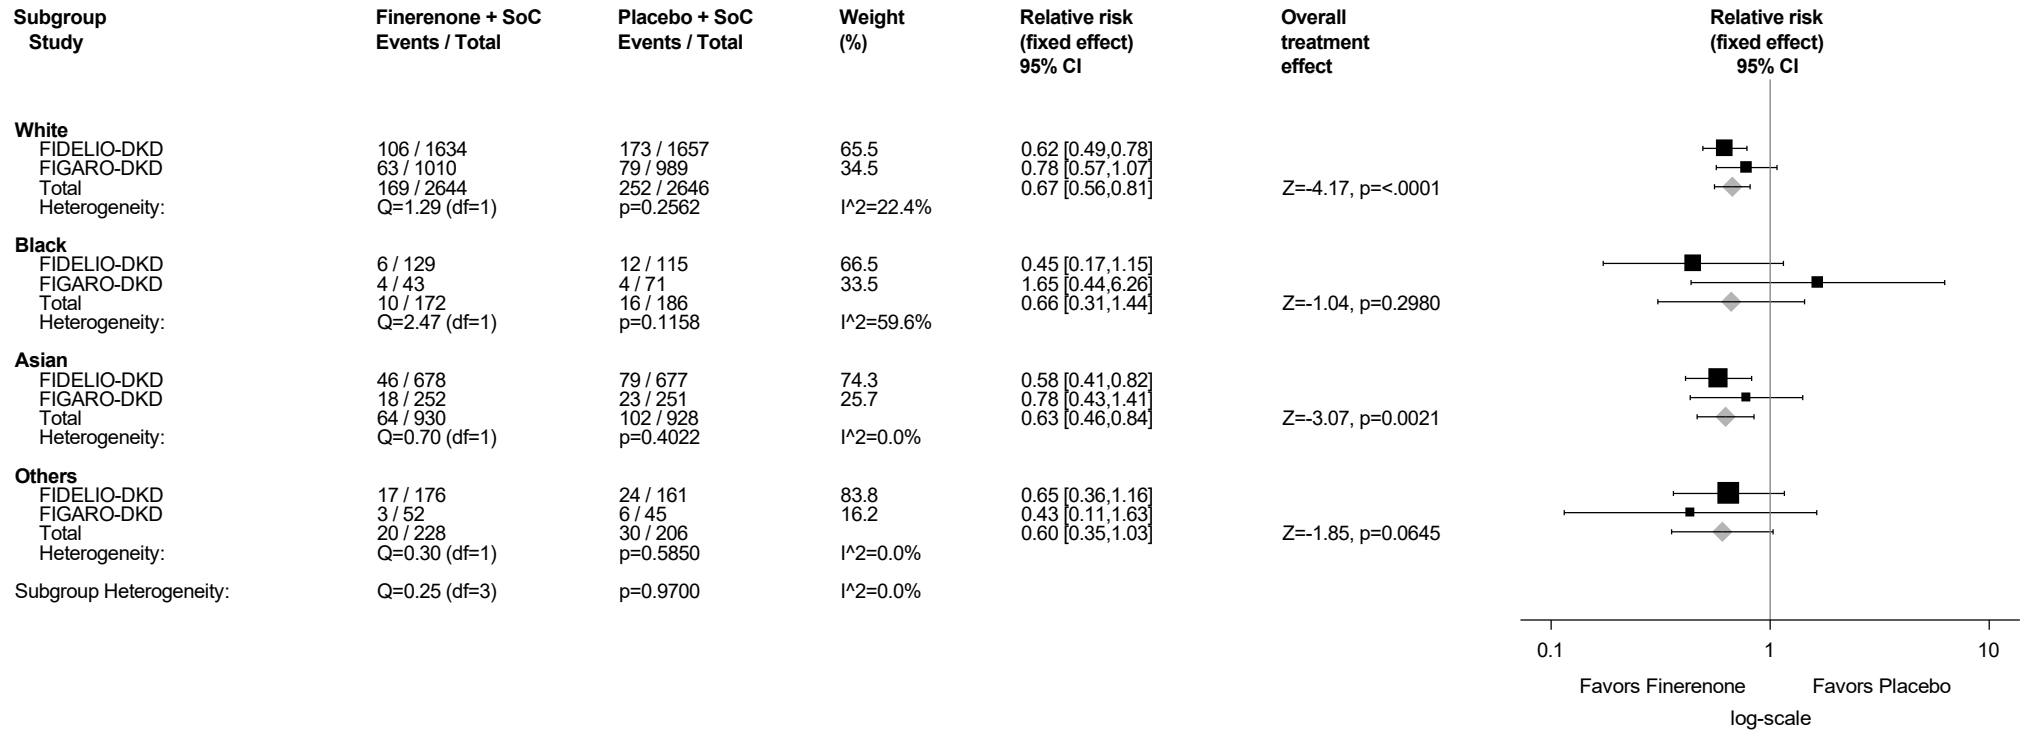 Subgroup Finerenone + SoC Placebo + SoC Weight Relative risk Overall Relative risk
Study Events / Total Events / Total (%) (fixed effect) treatment (fixed effect)
95% CI effect 95% CI
White
FIDELIO-DKD 106 / 1634 173 / 1657 65.5 0.62 [0.49,0.78]
FIGARO-DKD 63 / 1010 79 / 989 34.5 0.78 [0.57,1.07]
Total 169 / 2644 252 / 2646 0.67 [0.56,0.81] Z=-4.17, p=<.0001
Heterogeneity: Q=1.29 (df=1) p=0.2562 I^2=22.4%
Black
FIDELIO-DKD 6 / 129 12 / 115 66.5 0.45 [0.17,1.15]
FIGARO-DKD 4 / 43 4 / 71 33.5 1.65 [0.44,6.26]
Total 10 / 172 16 / 186 0.66 [0.31,1.44] Z=-1.04, p=0.2980
Heterogeneity: Q=2.47 (df=1) p=0.1158 I^2=59.6%
Asian
FIDELIO-DKD 46 / 678 79 / 677 74.3 0.58 [0.41,0.82]
FIGARO-DKD 18 / 252 23 / 251 25.7 0.78 [0.43,1.41]
Total 64 / 930 102 / 928 0.63 [0.46,0.84] Z=-3.07, p=0.0021
Heterogeneity: Q=0.70 (df=1) p=0.4022 I^2=0.0%
Others
FIDELIO-DKD 17 / 176 24 / 161 83.8 0.65 [0.36,1.16]
FIGARO-DKD 3 / 52 6 / 45 16.2 0.43 [0.11,1.63]
Total 20 / 228 30 / 206 0.60 [0.35,1.03] Z=-1.85, p=0.0645
Heterogeneity: Q=0.30 (df=1) p=0.5850 I^2=0.0%
Subgroup Heterogeneity: Q=0.25 (df=3) p=0.9700 I^2=0.0%
0.1 1 10
Favors Finerenone Favors Placebo
log-scale